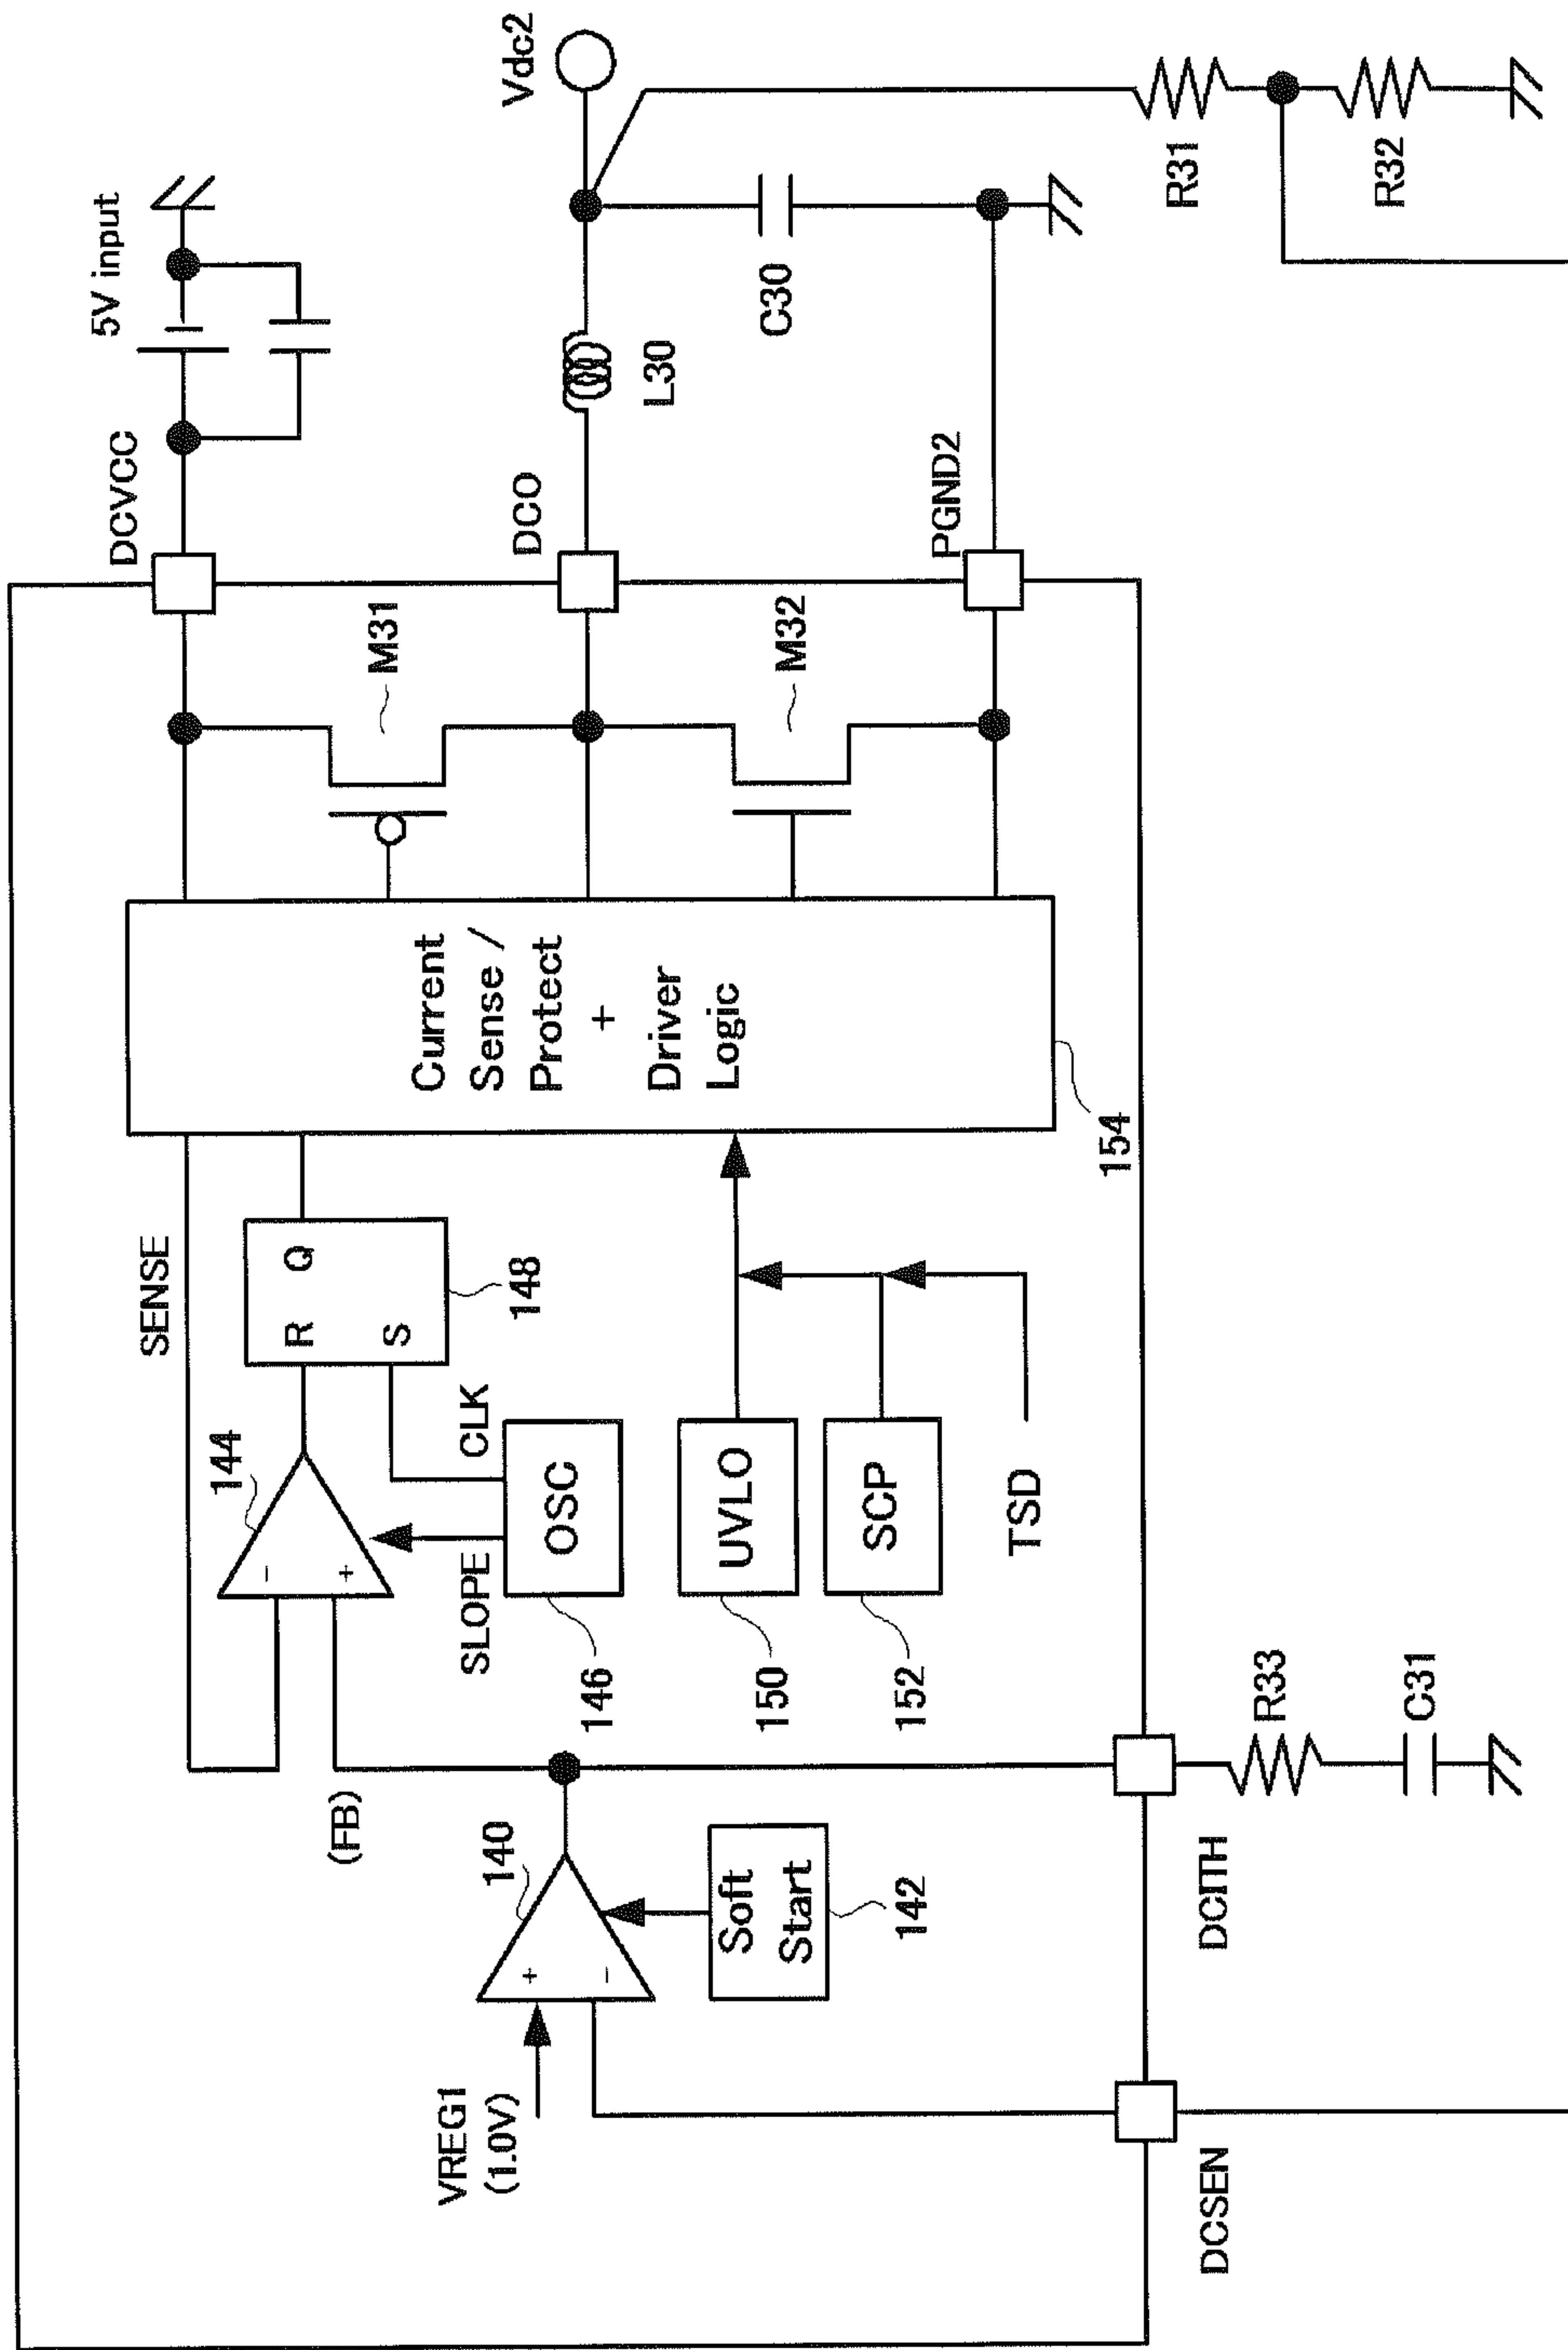 DCVCC
5V input
SENSE
144
-
+
R
Q
S
148
M31
Current
Sense /
Protect
+
Driver
Logic
(FB)
SLOPE
CLK
OSC
146
VREG1
(1.0V)
140
+
-
Soft
Start
142
UVLO
150
SCP
152
TSD
154
DCO
L30
Vdc2
M32
C30
PGND2
DCSEN
DCITH
R33
C31
R31
R32